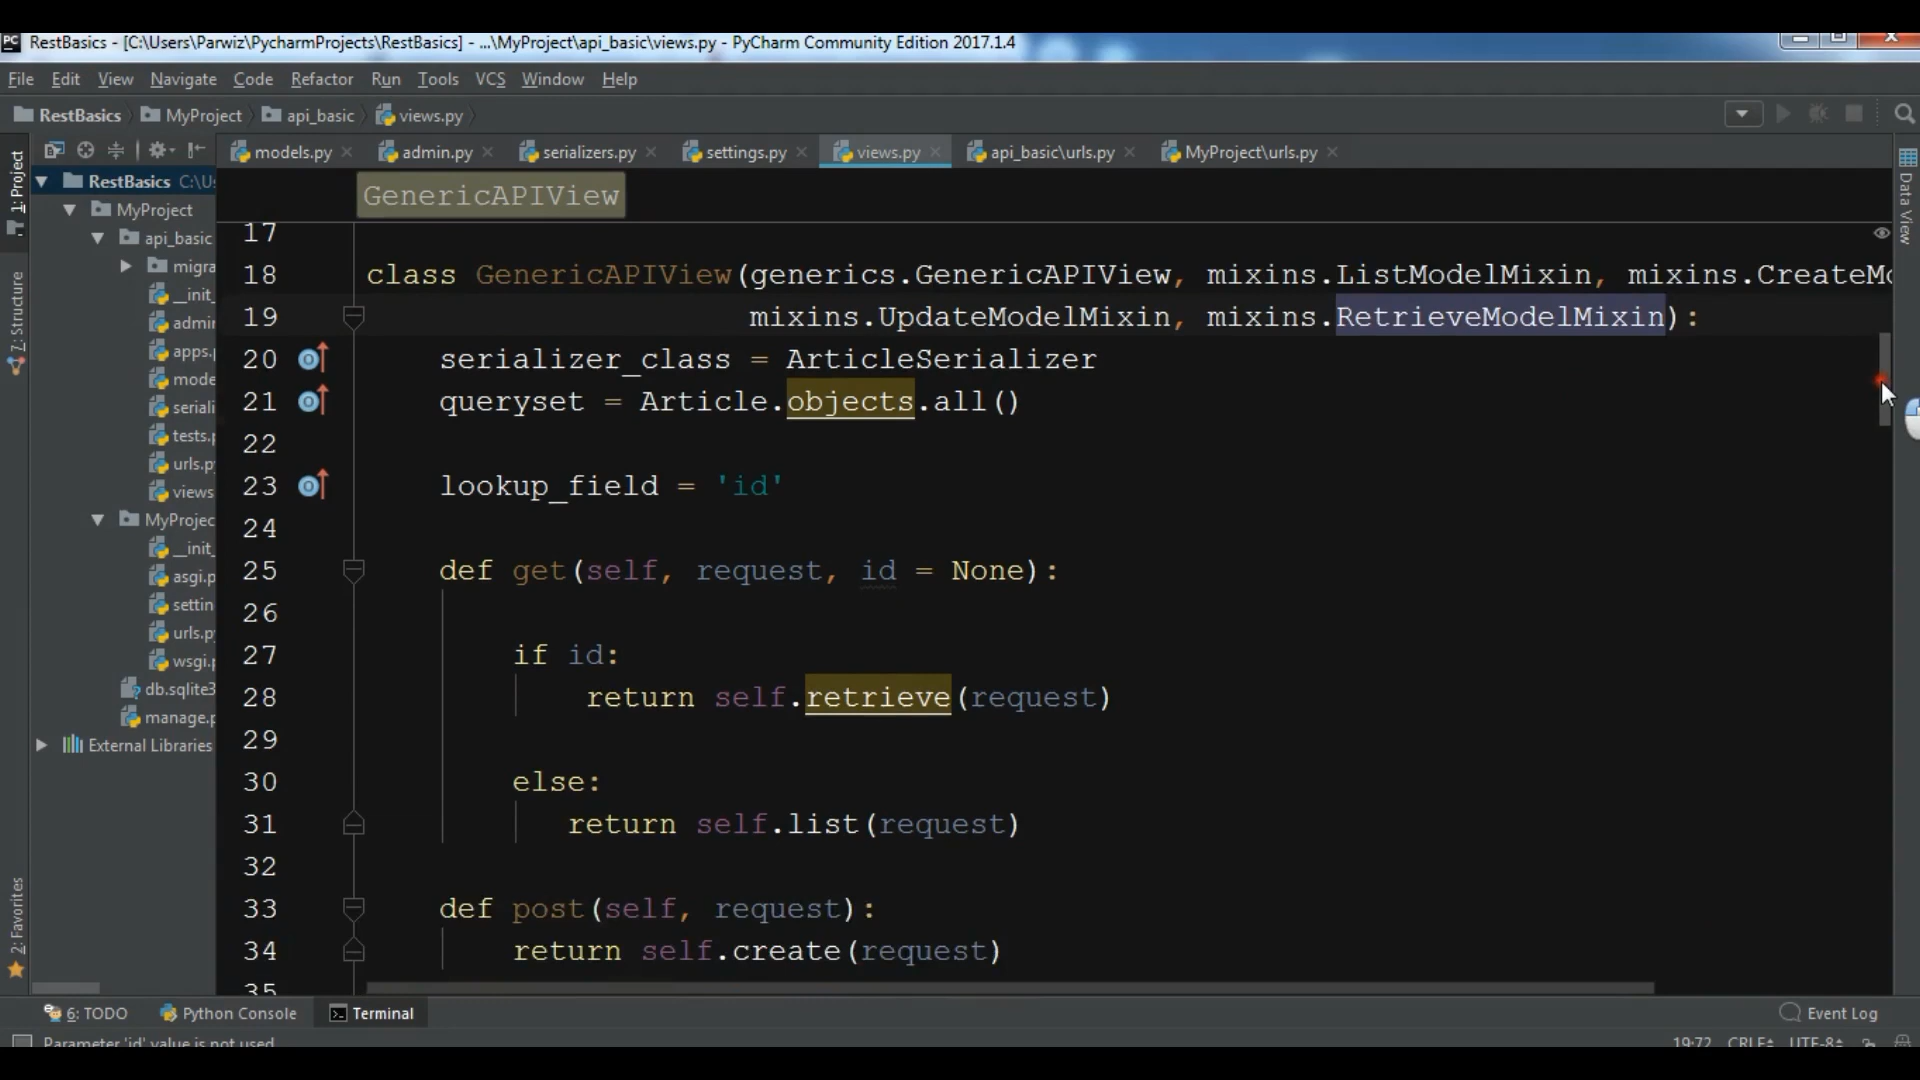 RestBasics - [C:\Users\Parwiz\PycharmProjects\RestBasics] - ...\MyProject\api_basic\views.py - PyCharm Community Edition 2017.1.4
File Edit View Navigate Code Refactor Run Tools VCS Window Help
RestBasics MyProject api_basic views.py
models.py admin.py serializers.py settings.py views.py api_basic\urls.py MyProject\urls.py
1: Project
7: Structure
2: Favorites
RestBasics C:\Us
MyProject
api_basic
migra
__init_
admin
apps.p
mode
seriali
tests.p
urls.py
views
MyProjec
__init_
asgi.p
settin
urls.py
wsgi.p
db.sqlite3
manage.p
External Libraries
GenericAPIView
17
18 class GenericAPIView(generics.GenericAPIView, mixins.ListModelMixin, mixins.CreateMo
19 mixins.UpdateModelMixin, mixins.RetrieveModelMixin):
20 serializer_class = ArticleSerializer
21 queryset = Article.objects.all()
22
23 lookup_field = 'id'
24
25 def get(self, request, id = None):
26
27 if id:
28 return self.retrieve(request)
29
30 else:
31 return self.list(request)
32
33 def post(self, request):
34 return self.create(request)
35
Data View
6: TODO Python Console Terminal Event Log
Parameter 'id' value is not used 19:72 CRLF UTF-8